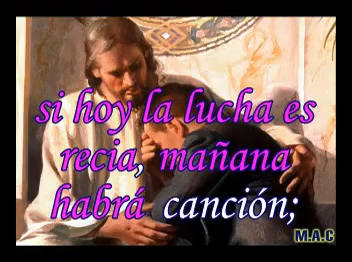 si hoy la lucha es
recia, mañana
habrá canción;
M.A.C